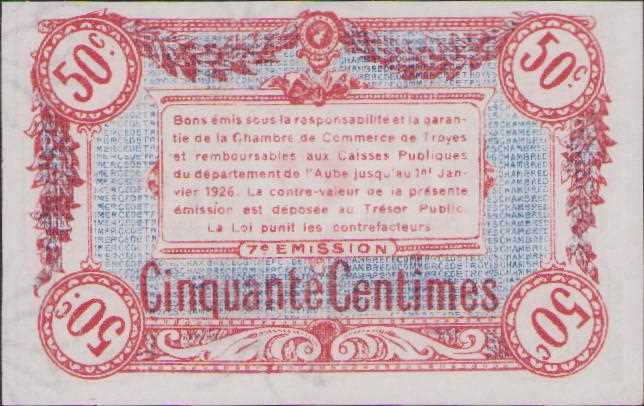 50c.
50c.
Bons émis sous la responsabilité et la garan-
tie de la Chambre de Commerce de Troyes
et remboursables aux Caisses Publiques
du département de l'Aube jusqu'au 1er Jan-
vier 1926. La contre-valeur de la présente
émission est déposée au Trésor Public.
La Loi punit les contrefacteurs
7e EMISSION
Cinquante Centimes
50c.
50c